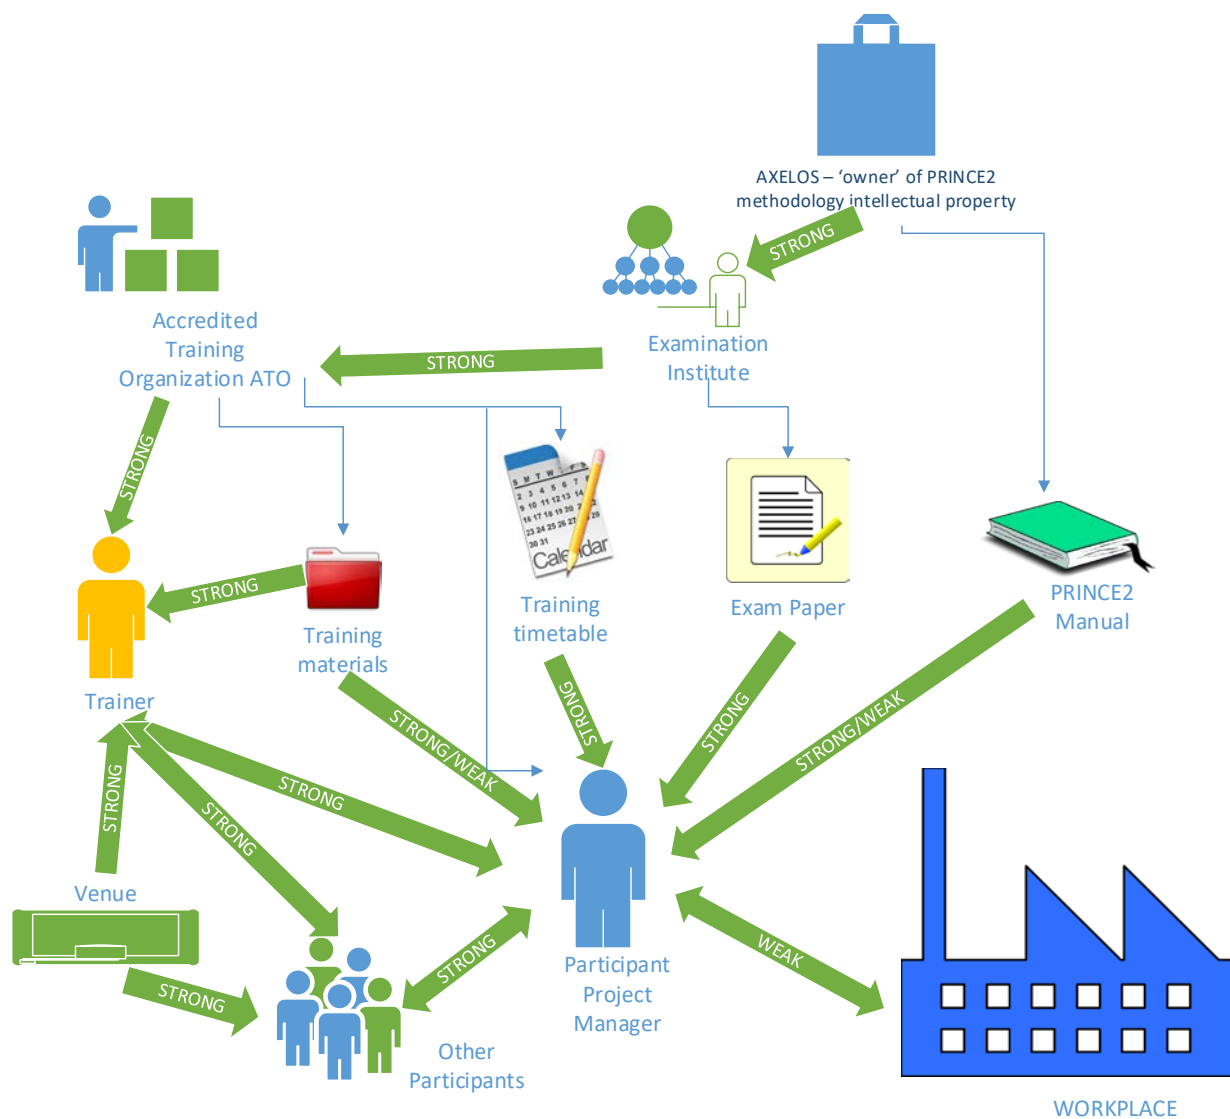 AXELOS – ‘owner’ of PRINCE2
methodology intellectual property
STRONG
Accredited
Training
Organization ATO
STRONG
Examination
Institute
STRONG
STRONG
Calendar
Training
timetable
Exam Paper
PRINCE2
Manual
Training
materials
Trainer
STRONG/WEAK
STRONG
STRONG
STRONG/WEAK
STRONG
STRONG
STRONG
Venue
STRONG
STRONG
WEAK
Participant
Project
Manager
Other
Participants
WORKPLACE